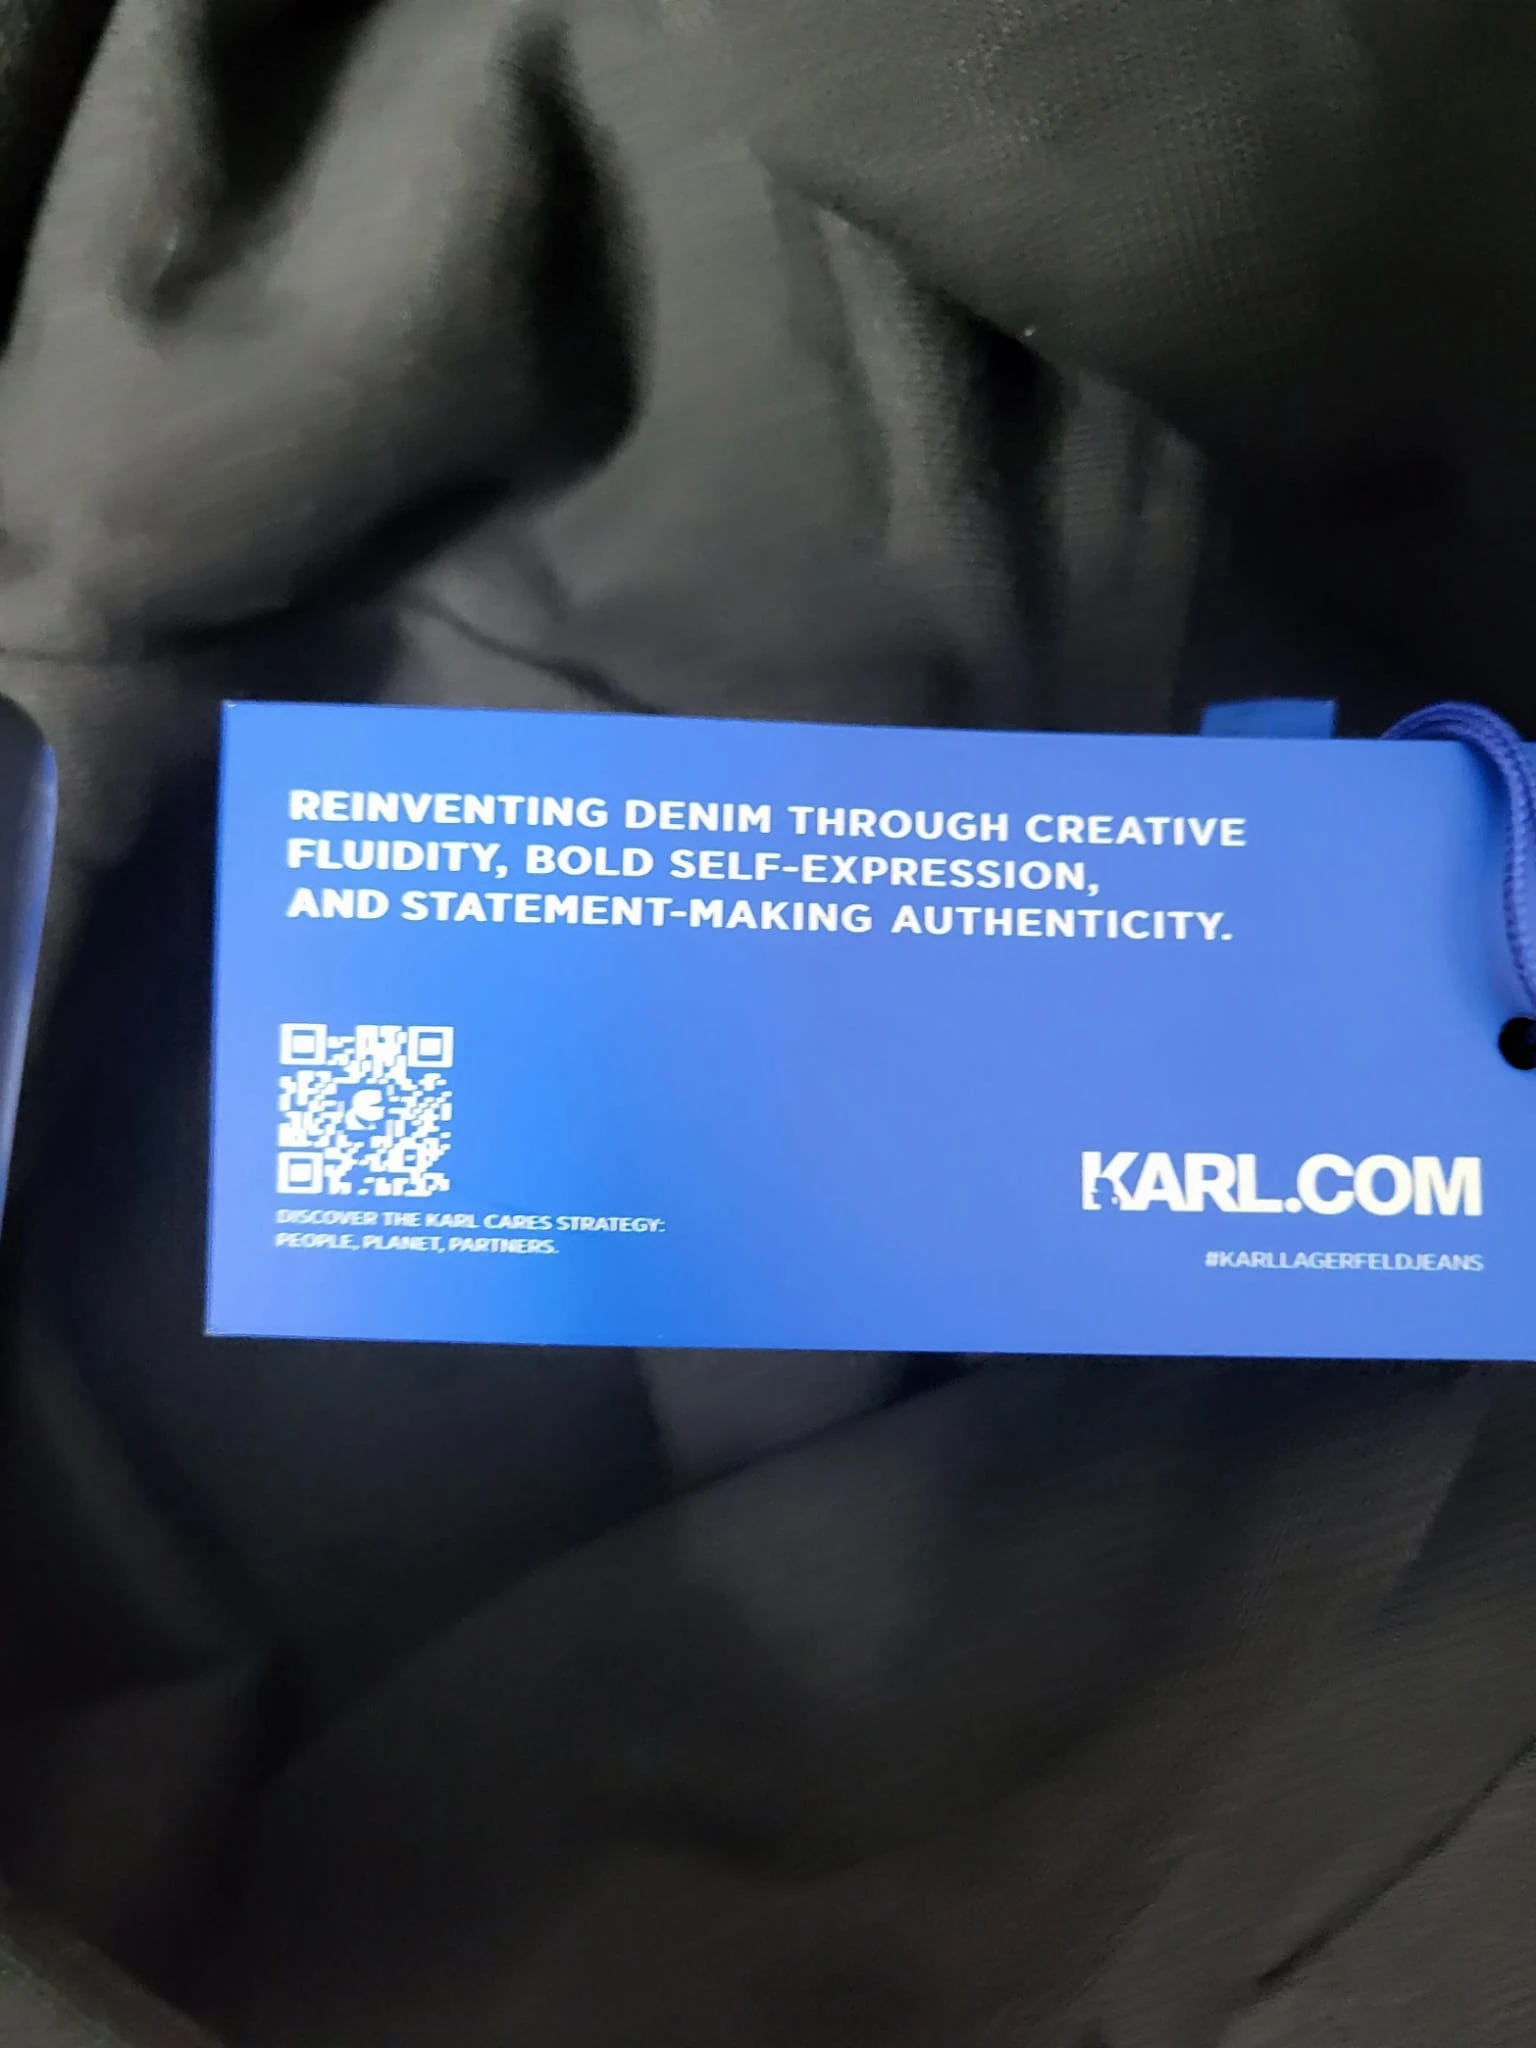 REINVENTING DENIM THROUGH CREATIVE
FLUIDITY, BOLD SELF-EXPRESSION,
AND STATEMENT-MAKING AUTHENTICITY.
DISCOVER THE KARL CARES STRATEGY:
PEOPLE, PLANET, PARTNERS.
KARL.COM
#KARLLAGERFELDJEANS